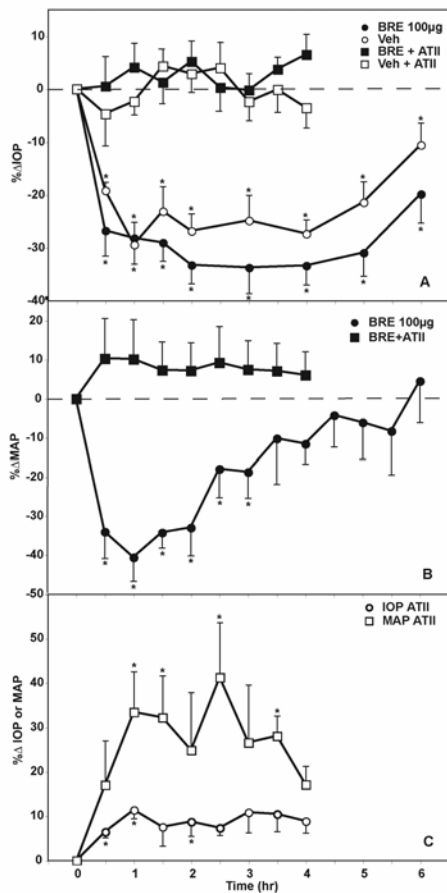 BRE 100µg
Veh
BRE + ATII
Veh + ATII
10
0
-10
-20
-30
-40
%ΔIOP
* * * * * * * *
* * * * * * * *
A
20
10
0
-10
-20
-30
-40
-50
%ΔMAP
BRE 100µg
BRE+ATII
* * * * * *
B
50
40
30
20
10
0
%Δ IOP or MAP
IOP ATII
MAP ATII
* * * *
* * *
C
0 1 2 3 4 5 6
Time (hr)